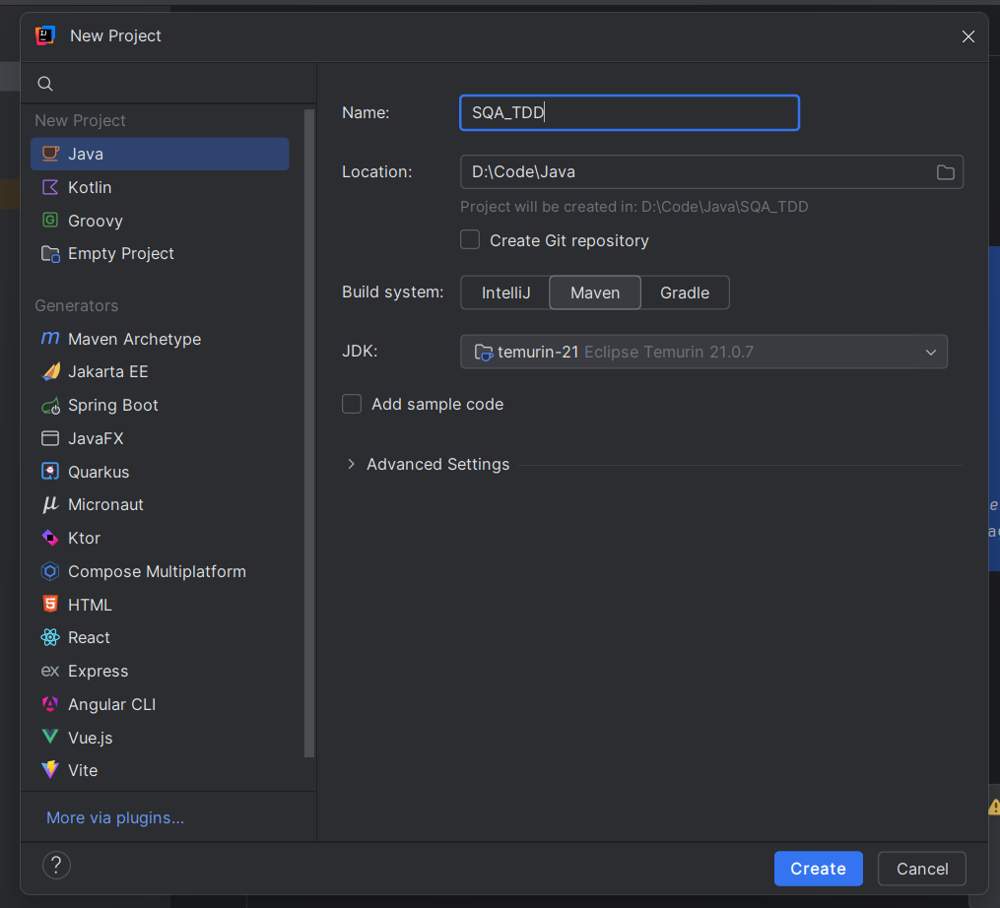 New Project
New Project
Java
Kotlin
Groovy
Empty Project
Generators
Maven Archetype
Jakarta EE
Spring Boot
JavaFX
Quarkus
Micronaut
Ktor
Compose Multiplatform
HTML
React
Express
Angular CLI
Vue.js
Vite
More via plugins...
Name: SQA_TDD
Location: D:\Code\Java
Project will be created in: D:\Code\Java\SQA_TDD
Create Git repository
Build system: IntelliJ Maven Gradle
JDK: temurin-21 Eclipse Temurin 21.0.7
Add sample code
Advanced Settings
? Create Cancel